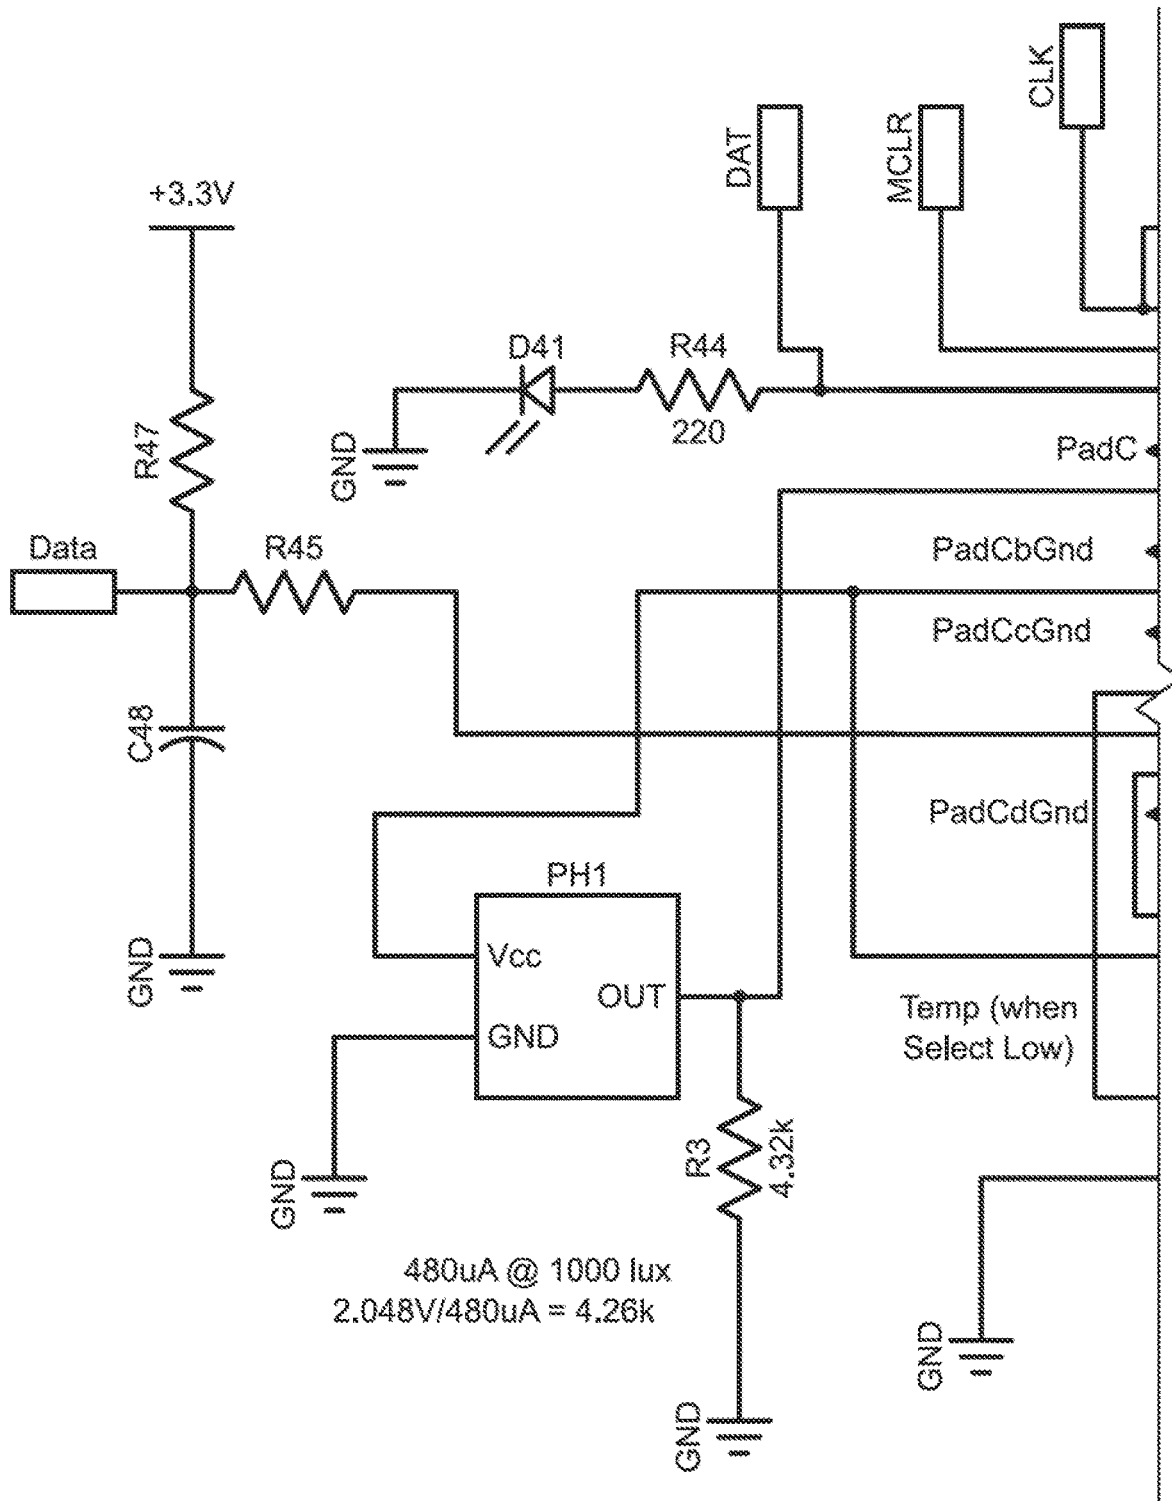 CLK
DAT
MCLR
+3.3V
D41
R44
220
GND
R47
PadC
Data
R45
PadCbGnd
PadCcGnd
C48
PadCdGnd
PH1
Vcc
OUT
GND
GND
Temp (when
Select Low)
R3
4.32k
GND
480uA @ 1000 lux
2.048V/480uA = 4.26k
GND
GND